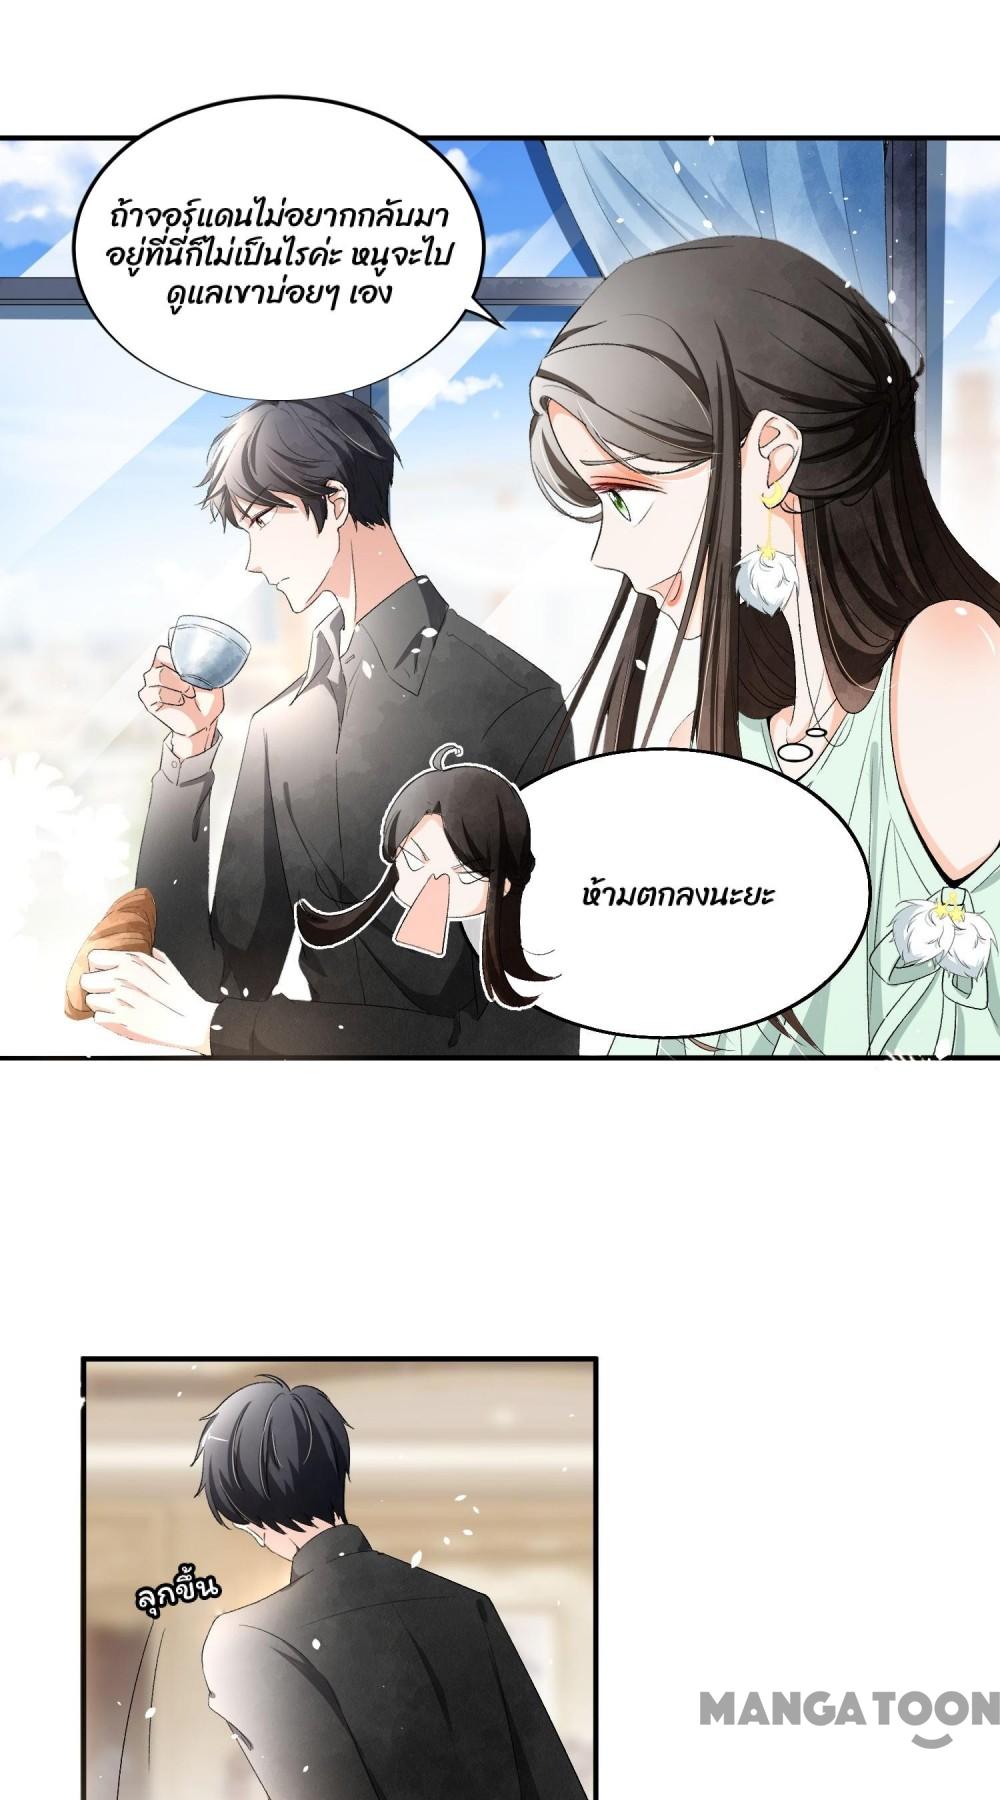 ถ้าจอร์แดนไม่อยากกลับมา
อยู่ที่นี่ก็ไม่เป็นไรค่ะ หนูจะไป
ดูแลเขาบ่อยๆ เอง
ห้ามตกลงนะยะ
ลุกขึ้น
MANGATOON